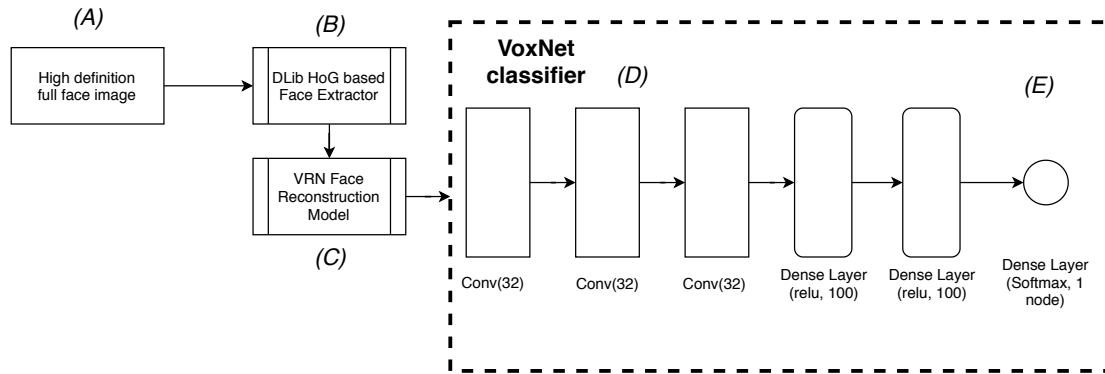 (A)
High definition
full face image
(B)
DLib HoG based
Face Extractor
VRN Face
Reconstruction
Model
(C)
VoxNet
classifier
(D)
(E)
Conv(32)
Conv(32)
Conv(32)
Dense Layer
(relu, 100)
Dense Layer
(relu, 100)
Dense Layer
(Softmax, 1
node)